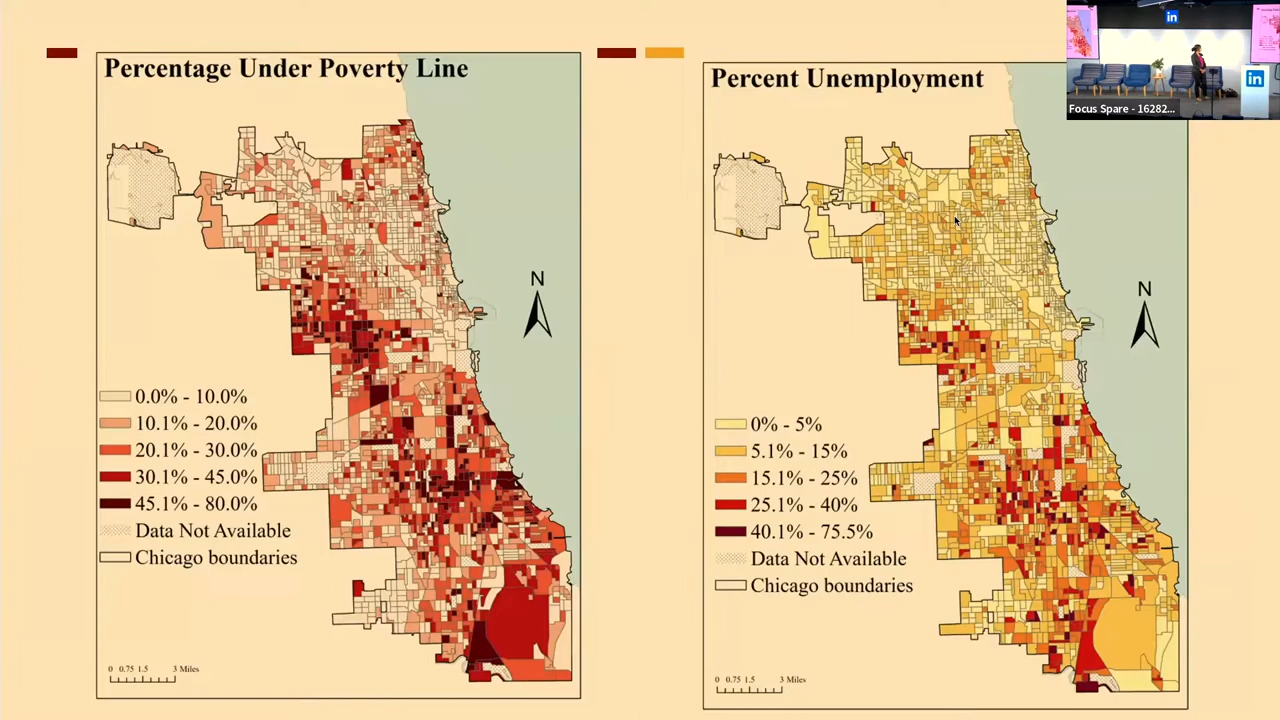 Percentage Under Poverty Line
N
0.0% - 10.0%
10.1% - 20.0%
20.1% - 30.0%
30.1% - 45.0%
45.1% - 80.0%
Data Not Available
Chicago boundaries
0 0.75 1.5 3 Miles
Percent Unemployment
N
0% - 5%
5.1% - 15%
15.1% - 25%
25.1% - 40%
40.1% - 75.5%
Data Not Available
Chicago boundaries
0 0.75 1.5 3 Miles
in
in
Focus Spare - 16282...